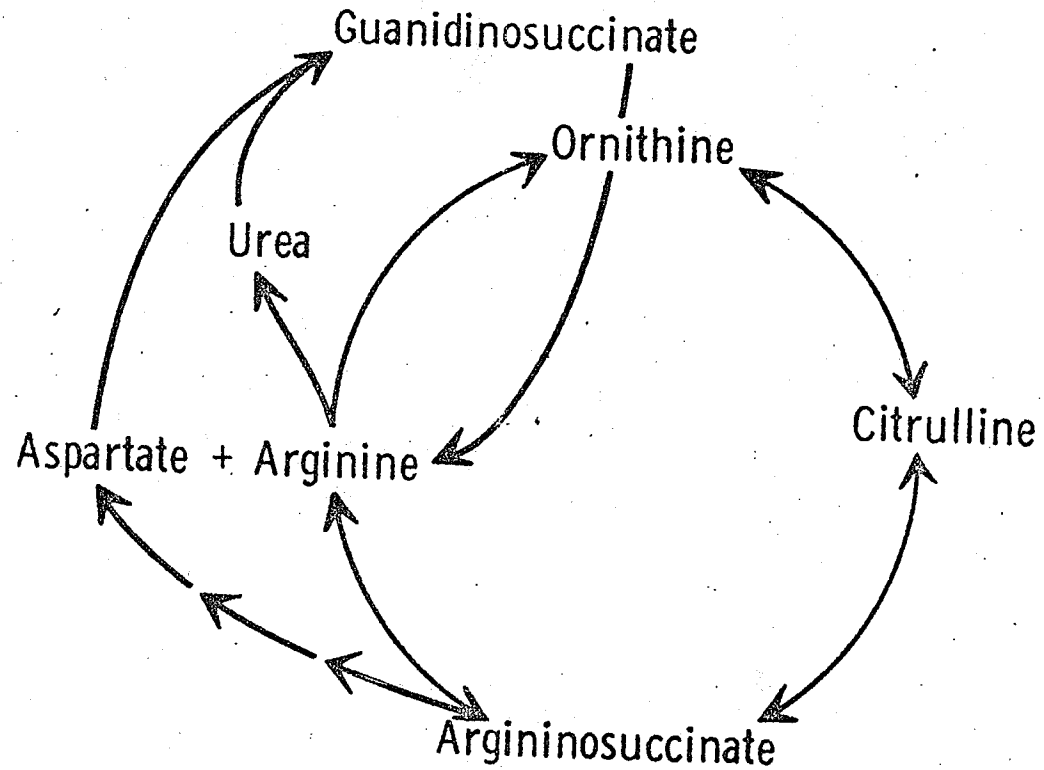 Guanidinosuccinate
Ornithine
Urea
Citrulline
Aspartate + Arginine
Argininosuccinate